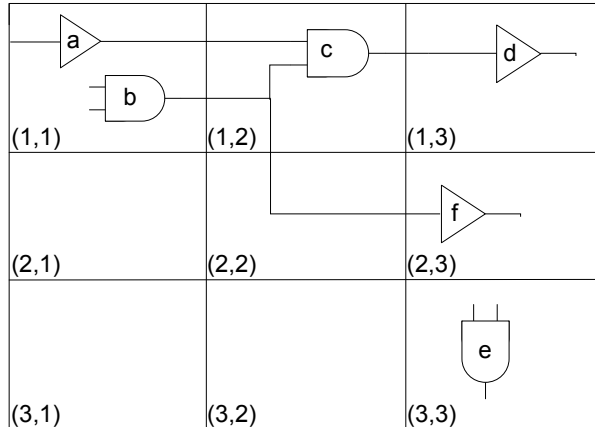 a
c
d
b
(1,1)
(1,2)
(1,3)
f
(2,1)
(2,2)
(2,3)
e
(3,1)
(3,2)
(3,3)